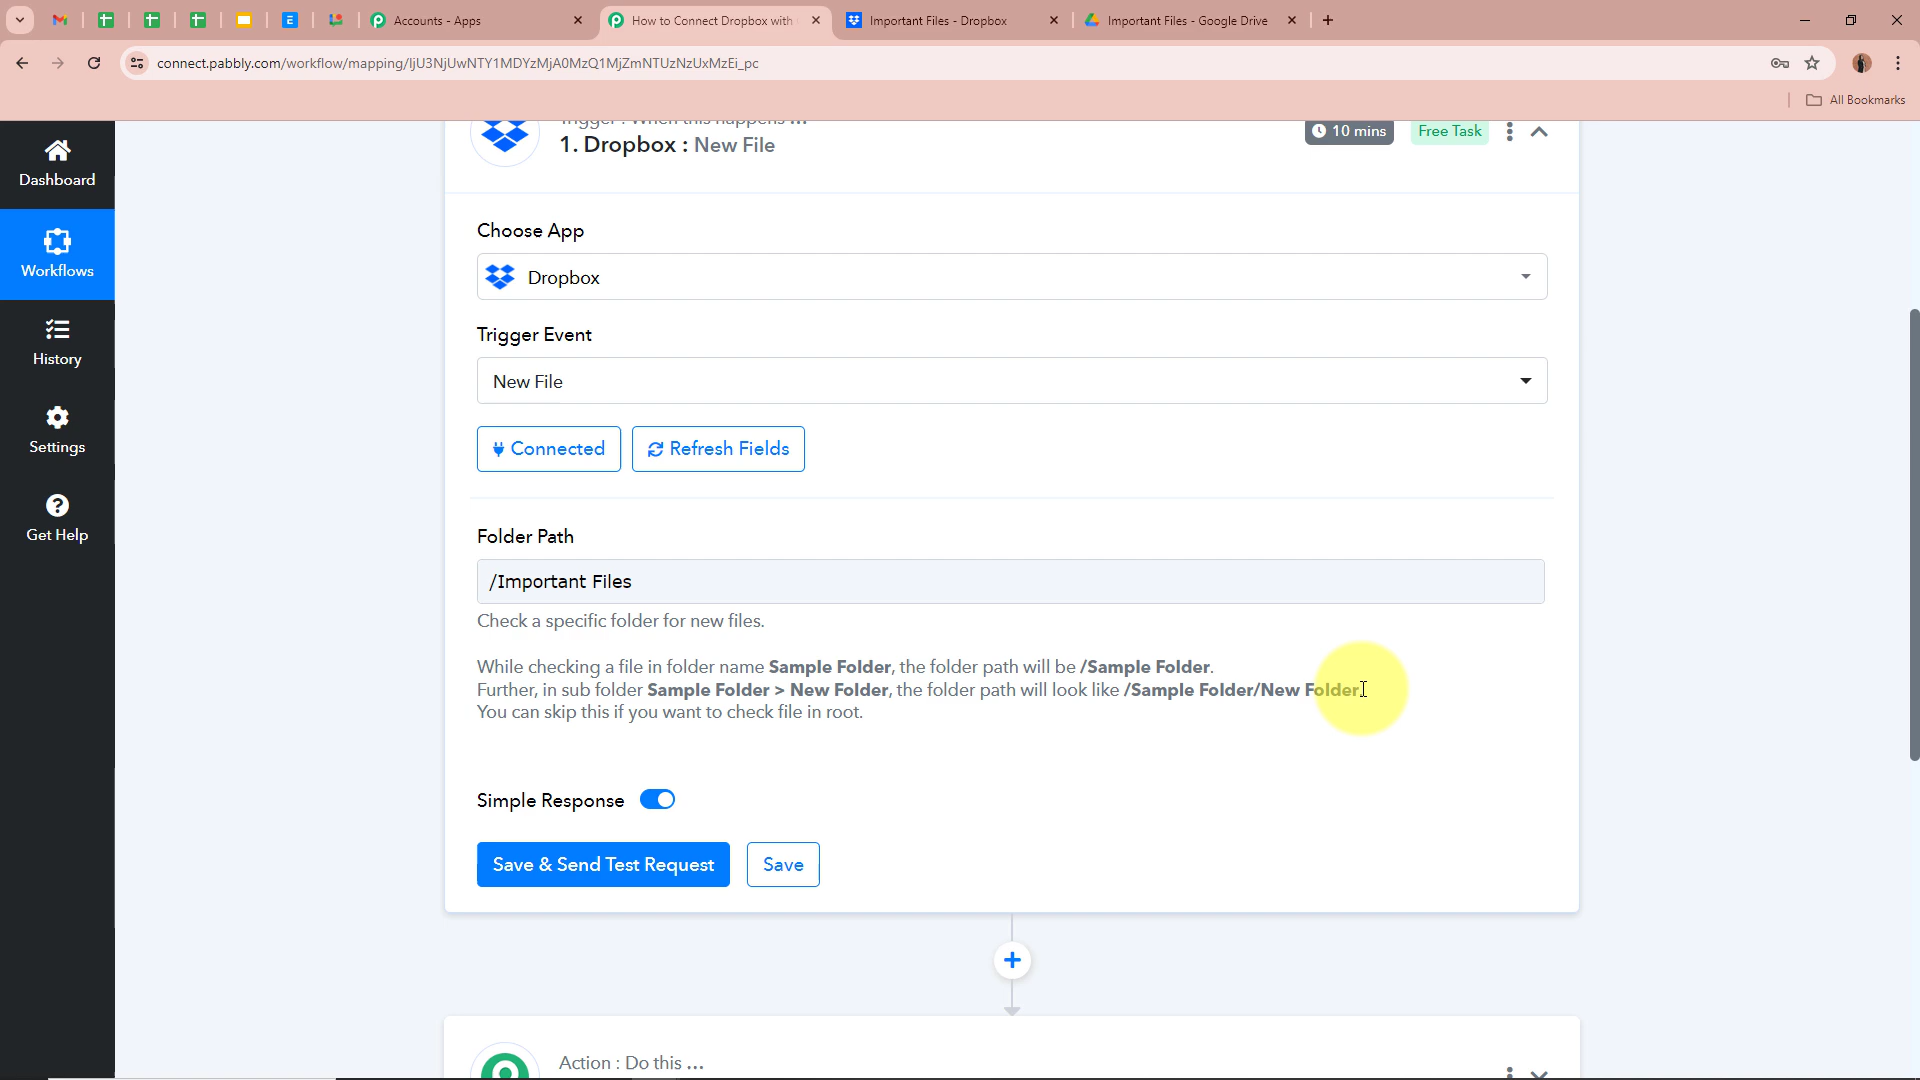 Accounts - Apps
How to Connect Dropbox with
Important Files - Dropbox
Important Files - Google Drive
connect.pabbly.com/workflow/mapping/IjU3NjUwNTY1MDYzMjA0MzQ1MjZmNTUzNzUxMzEi_pc
All Bookmarks
Dashboard
Workflows
History
Settings
Get Help
Trigger : When this happens ...
1. Dropbox : New File
10 mins
Free Task
Choose App
Dropbox
Trigger Event
New File
Connected
Refresh Fields
Folder Path
/Important Files
Check a specific folder for new files.
While checking a file in folder name Sample Folder, the folder path will be /Sample Folder.
Further, in sub folder Sample Folder > New Folder, the folder path will look like /Sample Folder/New Folder.
You can skip this if you want to check file in root.
Simple Response
Save & Send Test Request
Save
Action : Do this ...